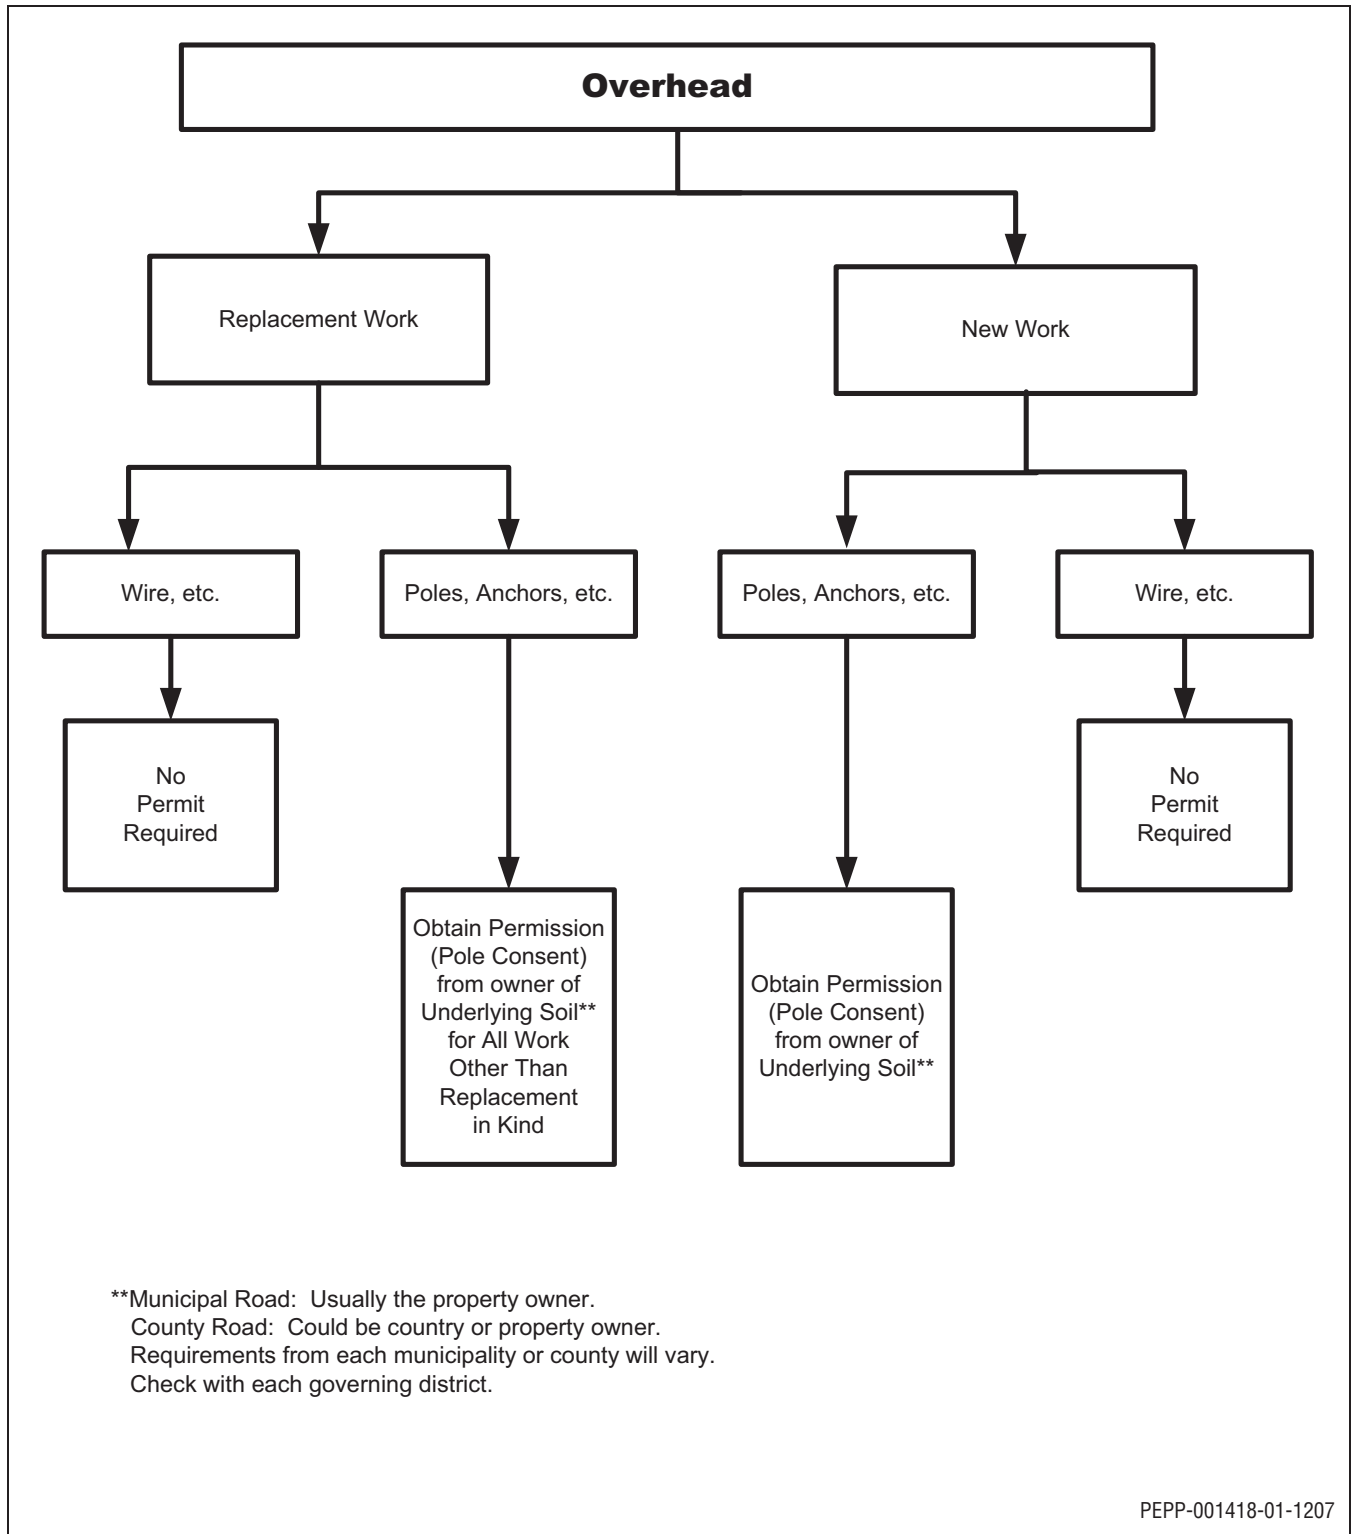 Overhead
Replacement Work
New Work
Wire, etc.
Poles, Anchors, etc.
Poles, Anchors, etc.
Wire, etc.
No
Permit
Required
No
Permit
Required
Obtain Permission
(Pole Consent)
from owner of
Underlying Soil**
for All Work
Other Than
Replacement
in Kind
Obtain Permission
(Pole Consent)
from owner of
Underlying Soil**
**Municipal Road: Usually the property owner.
County Road: Could be country or property owner.
Requirements from each municipality or county will vary.
Check with each governing district.
PEPP-001418-01-1207